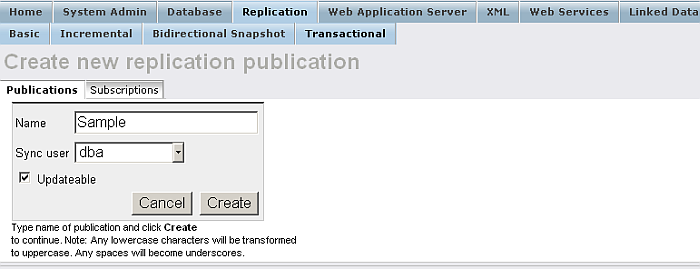 Home System Admin Database Replication Web Application Server XML Web Services Linked Data
Basic Incremental Bidirectional Snapshot Transactional
Create new replication publication
Publications Subscriptions
Name Sample
Sync user dba
Updateable
Cancel Create
Type name of publication and click Create
to continue. Note: Any lowercase characters will be transformed
to uppercase. Any spaces will become underscores.